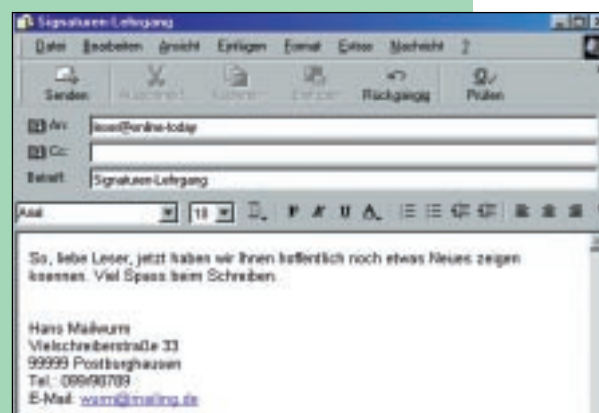 Signaturen-Lehrgang
Datei Bearbeiten Ansicht Einfügen Format Extras Nachricht ?
Senden Rückgängig Prüfen
An: leser@online-today
Cc:
Betreff: Signaturen-Lehrgang
Arial 10 F K U A
So, liebe Leser, jetzt haben wir Ihnen hoffentlich noch etwas Neues zeigen
koennen. Viel Spass beim Schreiben.
Hans Mailwurm
Vielschreiberstraße 33
99999 Postburghausen
Tel.: 099/90789
E-Mail: wurm@mailing.de